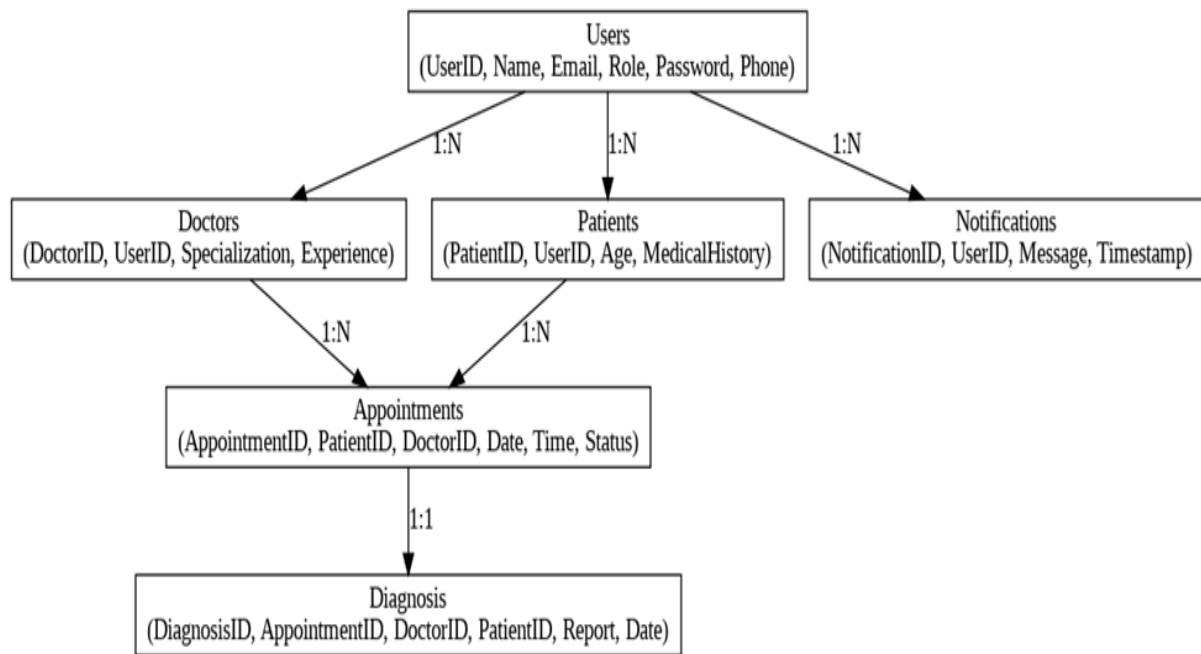 Users
(UserID, Name, Email, Role, Password, Phone)
1:N
1:N
1:N
Doctors
(DoctorID, UserID, Specialization, Experience)
Patients
(PatientID, UserID, Age, MedicalHistory)
Notifications
(NotificationID, UserID, Message, Timestamp)
1:N
1:N
Appointments
(AppointmentID, PatientID, DoctorID, Date, Time, Status)
1:1
Diagnosis
(DiagnosisID, AppointmentID, DoctorID, PatientID, Report, Date)